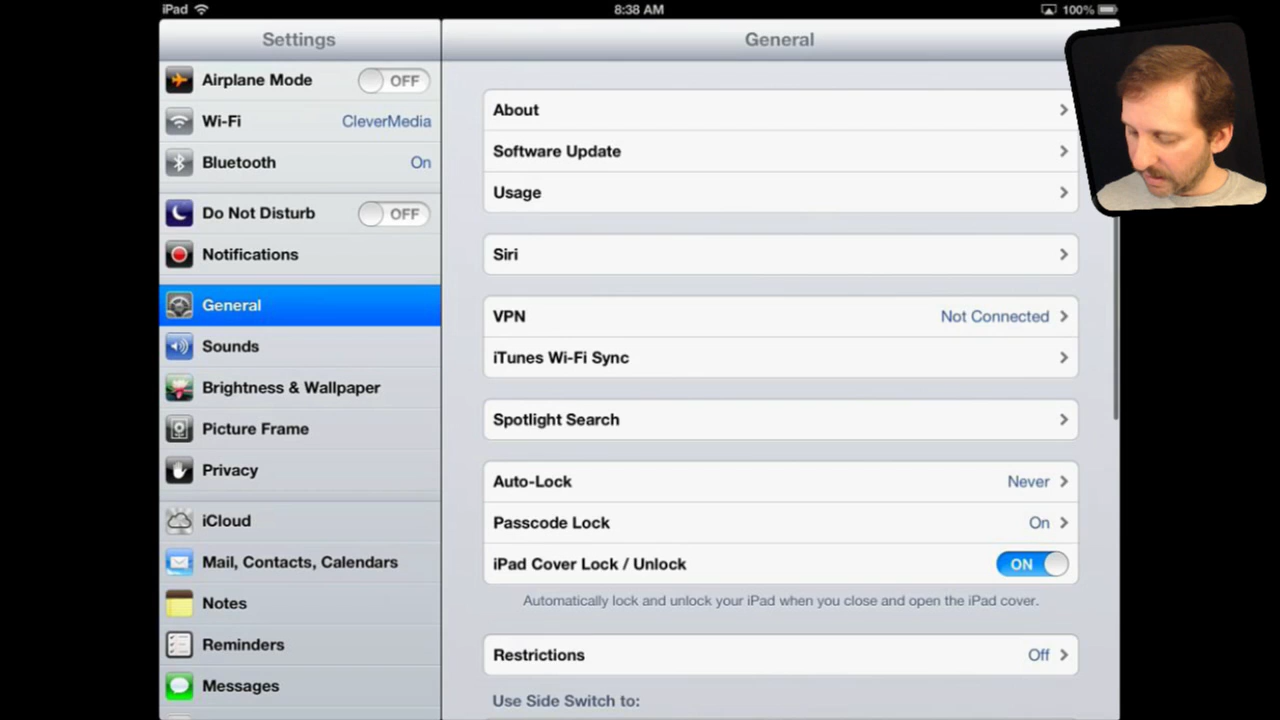 iPad 8:38 AM 100%
Settings
General
Airplane Mode OFF
Wi-Fi CleverMedia
Bluetooth On
Do Not Disturb OFF
Notifications
General
Sounds
Brightness & Wallpaper
Picture Frame
Privacy
iCloud
Mail, Contacts, Calendars
Notes
Reminders
Messages
About
Software Update
Usage
Siri
VPN Not Connected
iTunes Wi-Fi Sync
Spotlight Search
Auto-Lock Never
Passcode Lock On
iPad Cover Lock / Unlock ON
Automatically lock and unlock your iPad when you close and open the iPad cover.
Restrictions Off
Use Side Switch to: